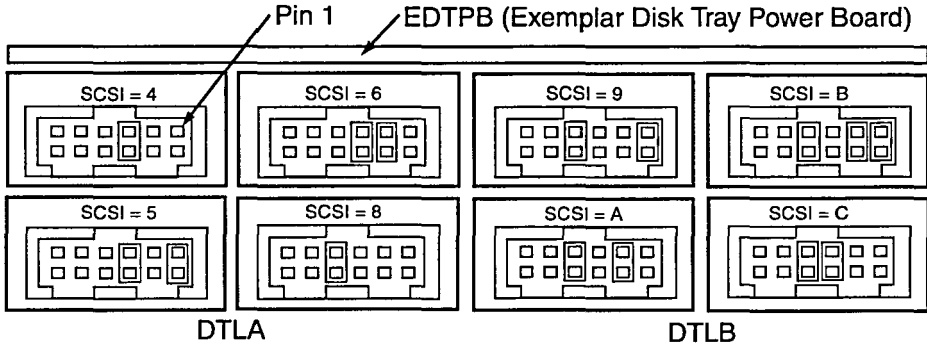 Pin 1
EDTPB (Exemplar Disk Tray Power Board)
SCSI = 4
SCSI = 6
SCSI = 9
SCSI = B
SCSI = 5
SCSI = 8
SCSI = A
SCSI = C
DTLA
DTLB